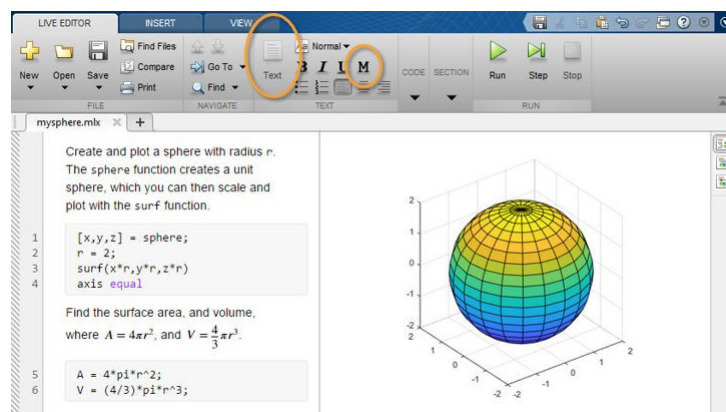 LIVE EDITOR INSERT VIEW
Find Files
Normal
New Open Save Compare Go To Text B I U M CODE SECTION Run Step Stop
Print Find
FILE NAVIGATE TEXT RUN
mysphere.mlx
Create and plot a sphere with radius r.
The sphere function creates a unit
sphere, which you can then scale and
plot with the surf function.
1 [x,y,z] = sphere;
2 r = 2;
3 surf(x*r,y*r,z*r)
4 axis equal
Find the surface area, and volume,
where A = 4πr², and V = 4/3 πr³.
5 A = 4*pi*r^2;
6 V = (4/3)*pi*r^3;
2
1
0
-1
-2
2
1
0
-1
-2
-2
-1
0
1
2